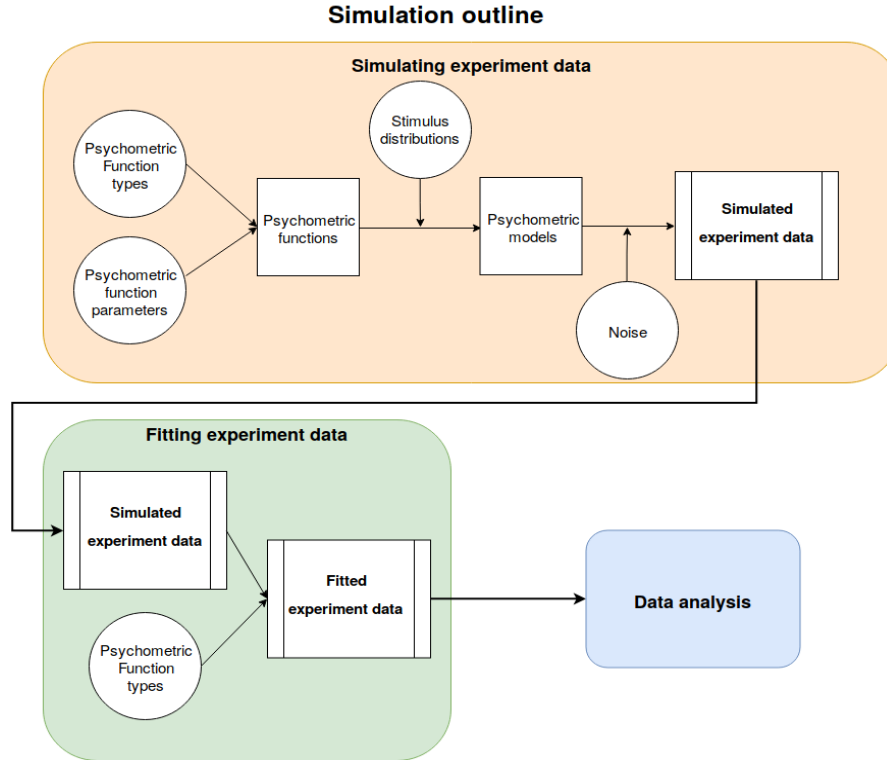 Simulation outline
Simulating experiment data
Stimulus
distributions
Psychometric
Function
types
Psychometric
functions
Psychometric
models
Simulated
experiment data
Psychometric
function
parameters
Noise
Fitting experiment data
Simulated
experiment data
Fitted
experiment data
Data analysis
Psychometric
Function
types